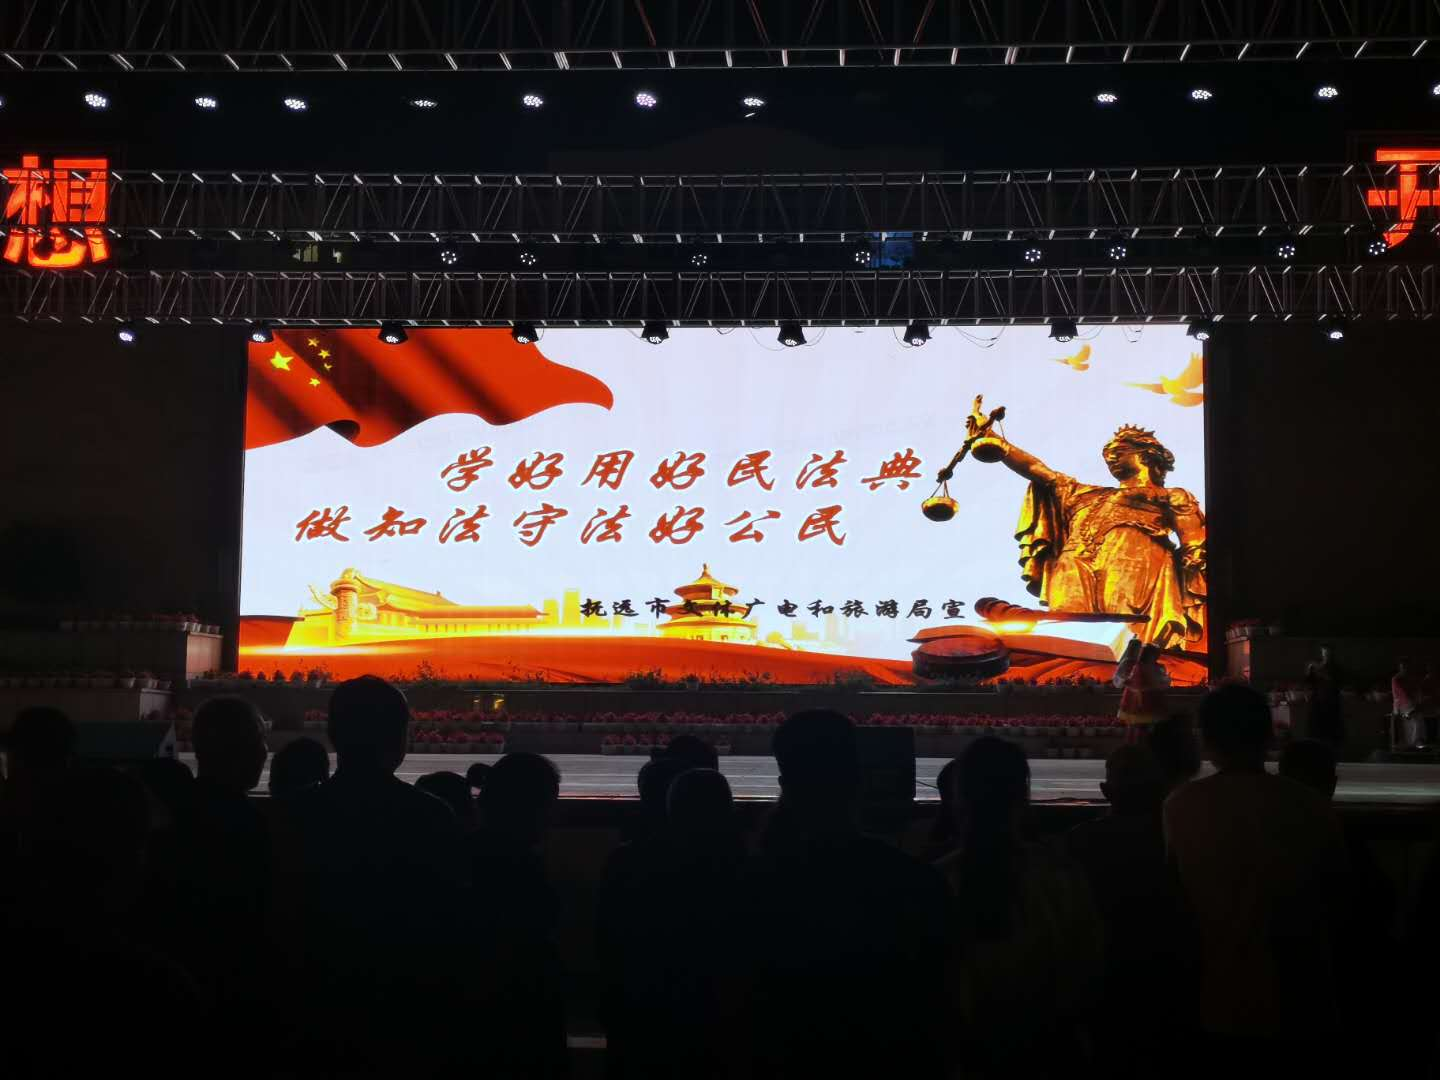 想
学好用好民法典
做知法守法好公民
抚远市文体广电和旅游局宣